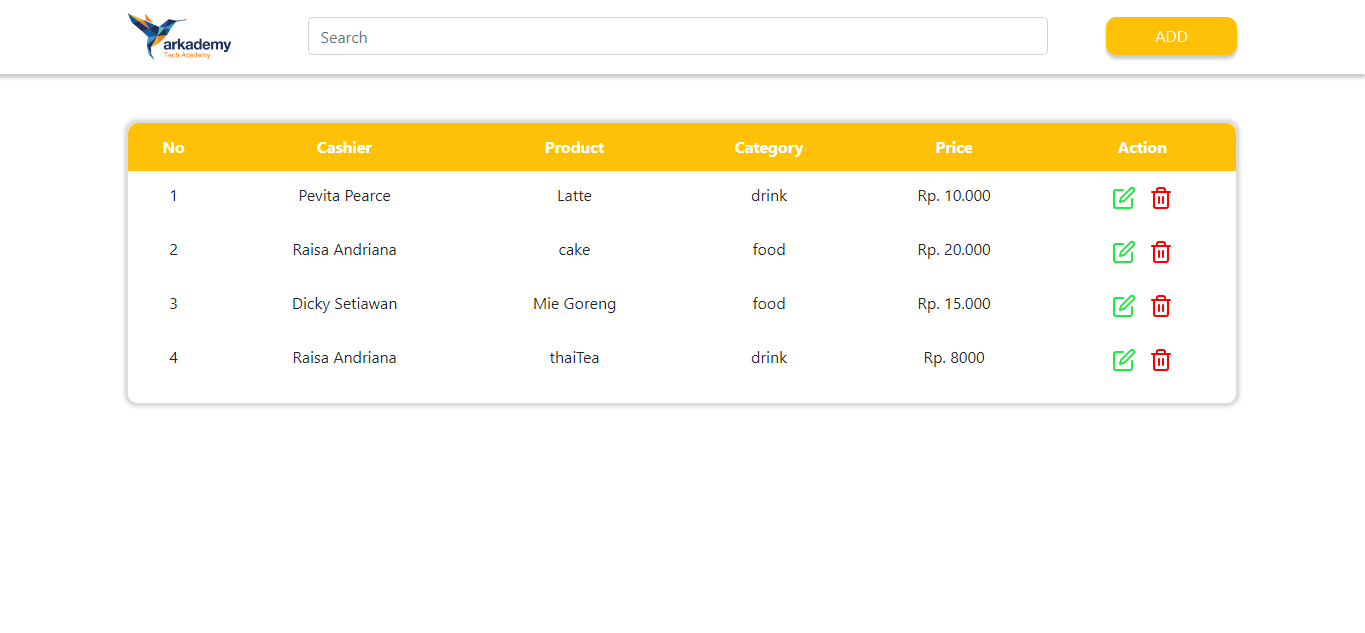 arkademy
Tech Academy
Search
ADD
No Cashier Product Category Price Action
1 Pevita Pearce Latte drink Rp. 10.000
2 Raisa Andriana cake food Rp. 20.000
3 Dicky Setiawan Mie Goreng food Rp. 15.000
4 Raisa Andriana thaiTea drink Rp. 8000